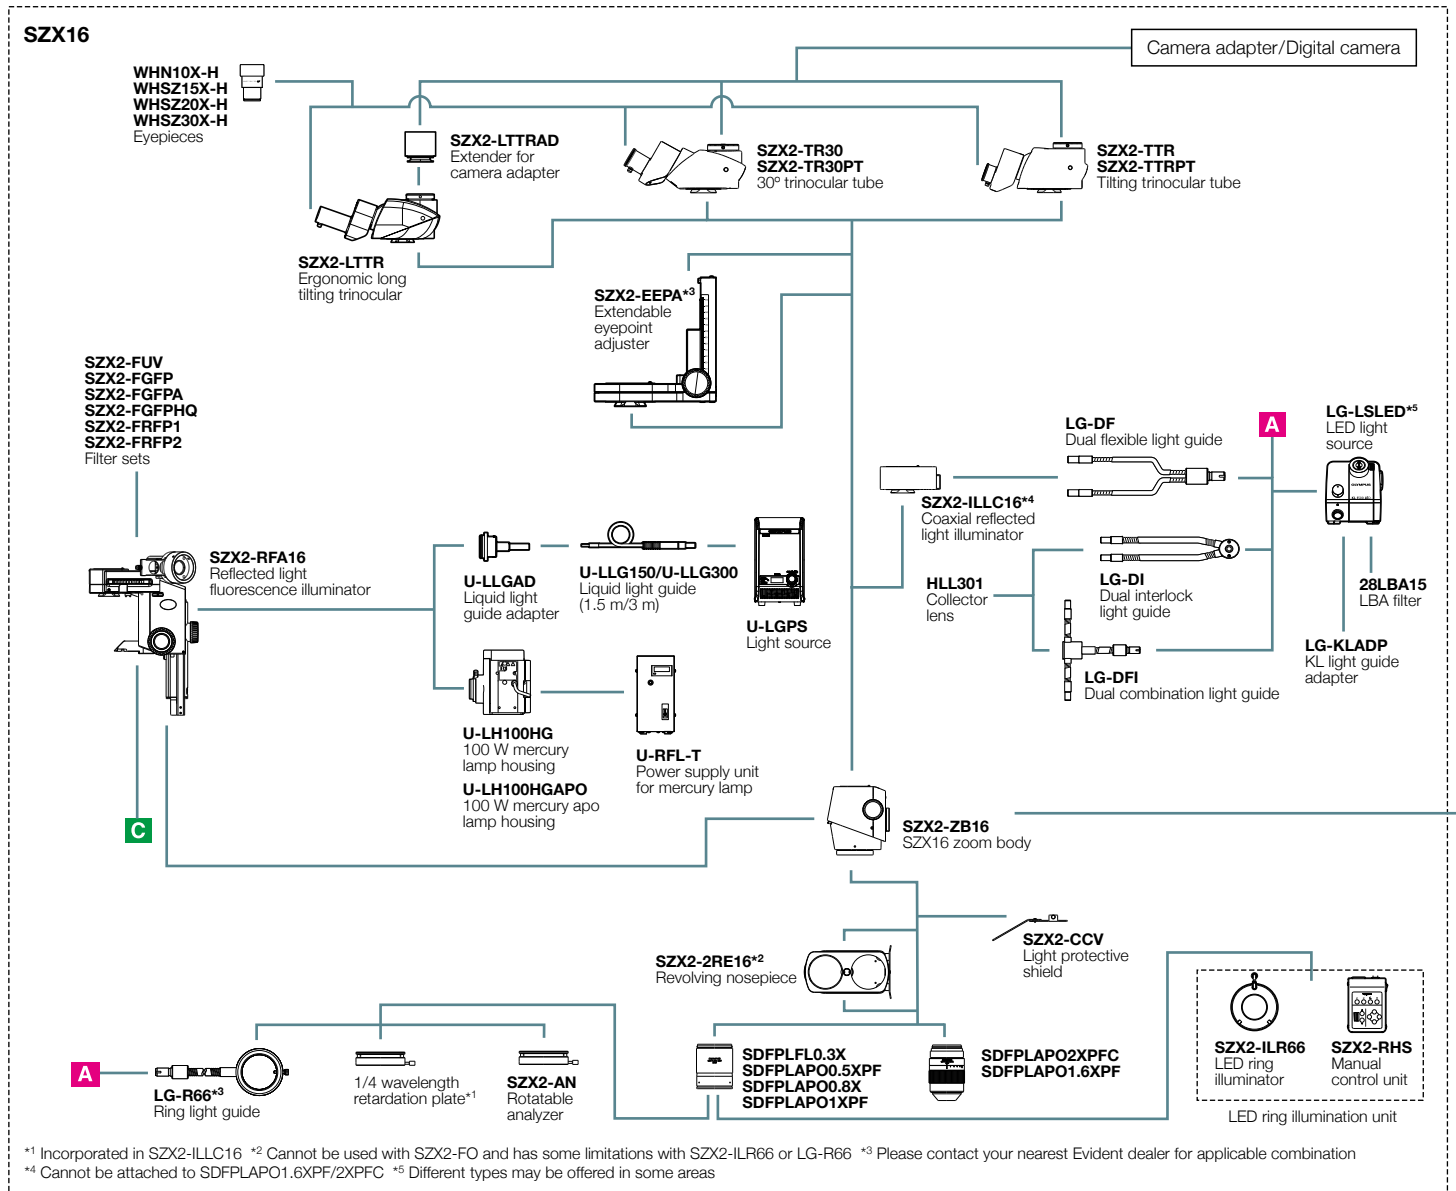 SZX16
Camera adapter/Digital camera
WHN10X-H
WHSZ15X-H
WHSZ20X-H
WHSZ30X-H
Eyepieces
SZX2-LTTRAD
Extender for
camera adapter
SZX2-TR30
SZX2-TR30PT
30º trinocular tube
SZX2-TTR
SZX2-TTRPT
Tilting trinocular tube
SZX2-LTTR
Ergonomic long
tilting trinocular
SZX2-EEPA*3
Extendable
eyepoint
adjuster
SZX2-FUV
SZX2-FGFP
SZX2-FGFPA
SZX2-FGFPHQ
SZX2-FRFP1
SZX2-FRFP2
Filter sets
SZX2-RFA16
Reflected light
fluorescence illuminator
U-LLGAD
Liquid light
guide adapter
U-LLG150/U-LLG300
Liquid light guide
(1.5 m/3 m)
U-LGPS
Light source
U-LH100HG
100 W mercury
lamp housing
U-LH100HGAPO
100 W mercury apo
lamp housing
U-RFL-T
Power supply unit
for mercury lamp
C
SZX2-ILLC16*4
Coaxial reflected
light illuminator
LG-DF
Dual flexible light guide
A
LG-LSLED*5
LED light
source
OLYMPUS
HLL301
Collector
lens
LG-DI
Dual interlock
light guide
LG-DFI
Dual combination light guide
28LBA15
LBA filter
LG-KLADP
KL light guide
adapter
SZX2-ZB16
SZX16 zoom body
SZX2-CCV
Light protective
shield
SZX2-2RE16*2
Revolving nosepiece
A
LG-R66*3
Ring light guide
1/4 wavelength
retardation plate*1
SZX2-AN
Rotatable
analyzer
SDFPLFL0.3X
SDFPLAPO0.5XPF
SDFPLAPO0.8X
SDFPLAPO1XPF
SDFPLAPO2XPFC
SDFPLAPO1.6XPF
SZX2-ILR66
LED ring
illuminator
SZX2-RHS
Manual
control unit
LED ring illumination unit
*1 Incorporated in SZX2-ILLC16 *2 Cannot be used with SZX2-FO and has some limitations with SZX2-ILR66 or LG-R66 *3 Please contact your nearest Evident dealer for applicable combination
*4 Cannot be attached to SDFPLAPO1.6XPF/2XPFC *5 Different types may be offered in some areas